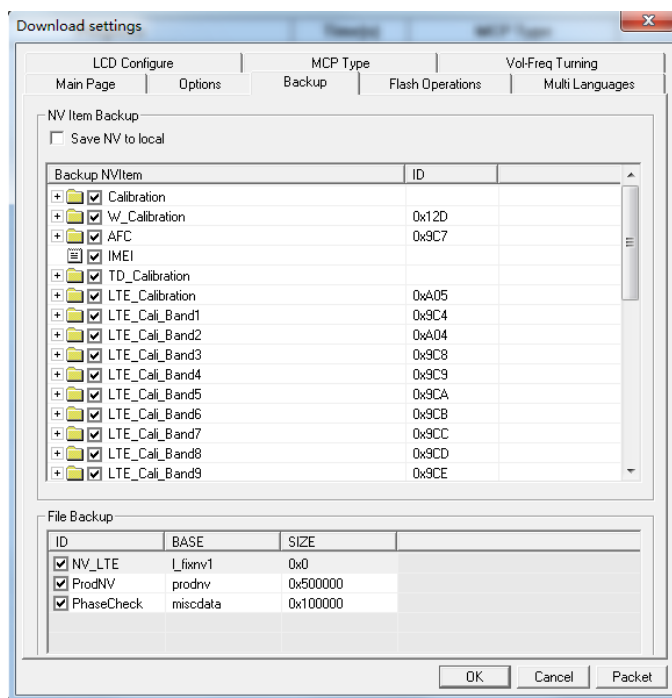 Download settings
LCD Configure MCP Type Vol-Freq Turning
Main Page Options Backup Flash Operations Multi Languages
NV Item Backup
Save NV to local
Backup NVItem ID
Calibration
W_Calibration 0x12D
AFC 0x9C7
IMEI
TD_Calibration
LTE_Calibration 0xA05
LTE_Cali_Band1 0x9C4
LTE_Cali_Band2 0xA04
LTE_Cali_Band3 0x9C8
LTE_Cali_Band4 0x9C9
LTE_Cali_Band5 0x9CA
LTE_Cali_Band6 0x9CB
LTE_Cali_Band7 0x9CC
LTE_Cali_Band8 0x9CD
LTE_Cali_Band9 0x9CE
File Backup
ID BASE SIZE
NV_LTE l_fixnv1 0x0
ProdNV prodnv 0x500000
PhaseCheck miscdata 0x100000
OK Cancel Packet